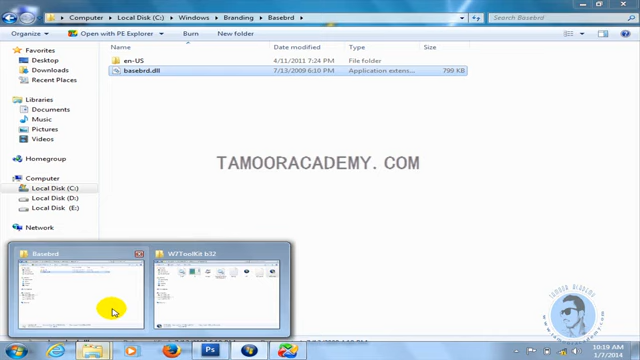 Computer ▸ Local Disk (C:) ▸ Windows ▸ Branding ▸ Basebrd ▸
Search Basebrd
Organize
Open with PE Explorer
Burn
New folder
Name
Date modified
Type
Size
Favorites
Desktop
Downloads
Recent Places
Libraries
Documents
Music
Pictures
Videos
Homegroup
Computer
Local Disk (C:)
Local Disk (D:)
Local Disk (E:)
Network
en-US
4/11/2011 7:24 PM
File folder
basebrd.dll
7/13/2009 6:10 PM
Application extens...
799 KB
TAMOORACADEMY. COM
Basebrd
W7ToolKit b32
Ps
10:19 AM
1/7/2014